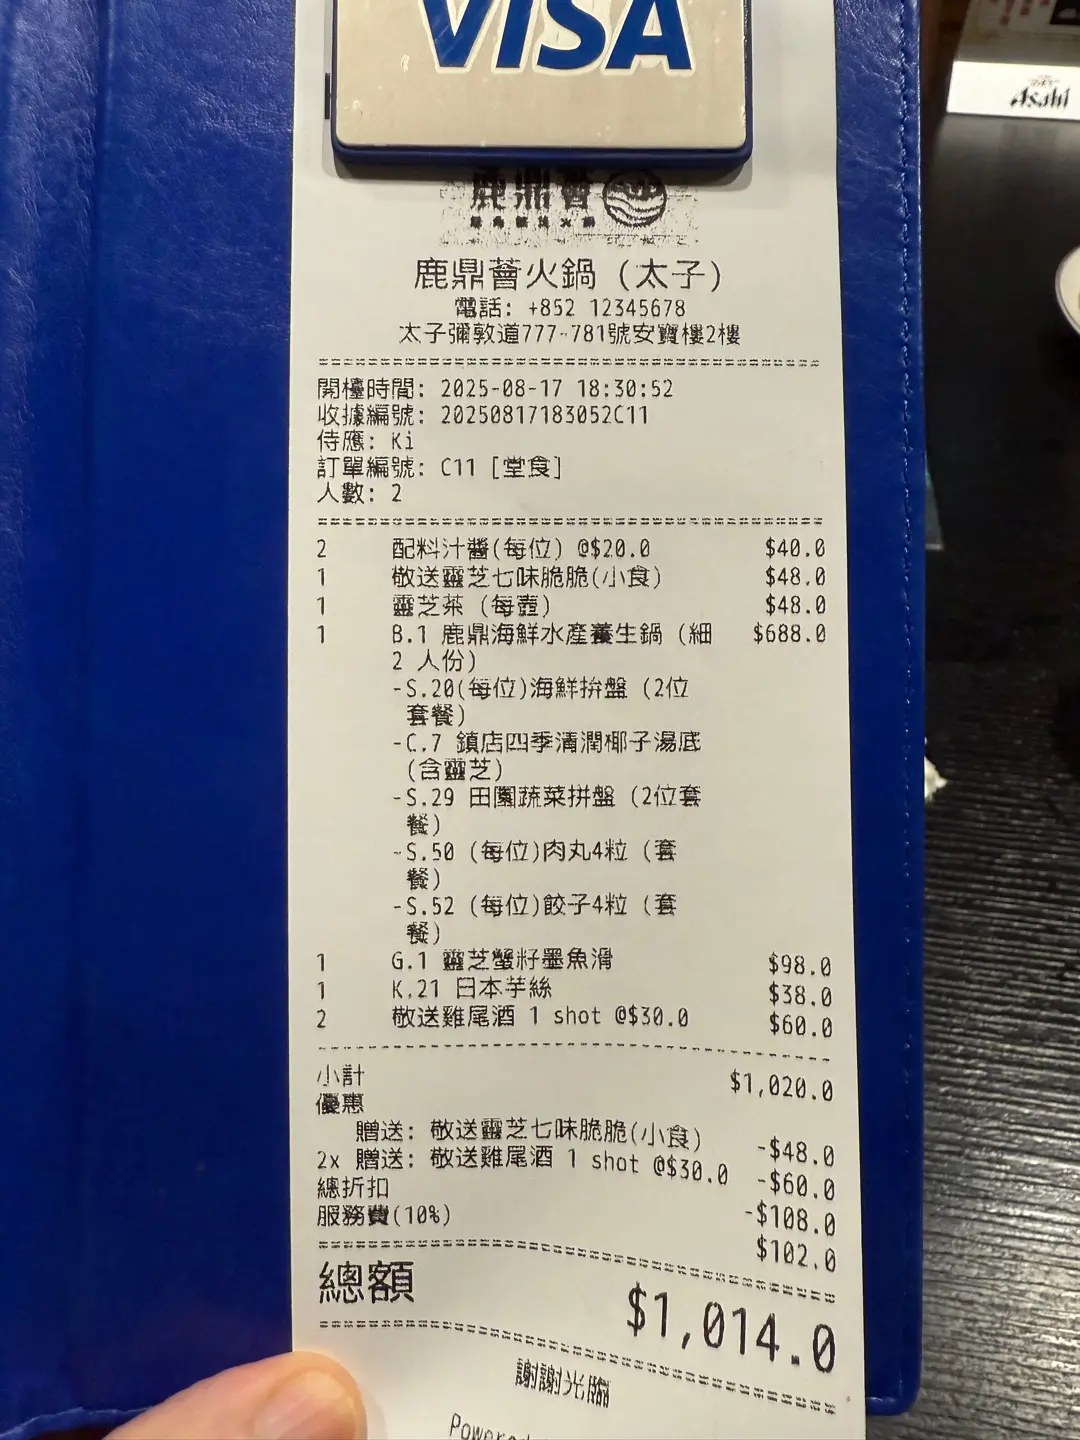 VISA
Asahi
鹿鼎薈
鹿鼎薈火鍋 (太子)
電話: +852 12345678
太子彌敦道777-781號安寶樓2樓
開檯時間: 2025-08-17 18:30:52
收據編號: 20250817183052C11
侍應: Ki
訂單編號: C11 [堂食]
人數: 2
2 配料汁醬(每位) @$20.0 $40.0
1 敬送靈芝七味脆脆(小食) $48.0
1 靈芝茶 (每壺) $48.0
1 B.1 鹿鼎海鮮水產養生鍋 (細 $688.0
2 人份)
-S.20(每位)海鮮拚盤 (2位
套餐)
-C.7 鎮店四季清潤椰子湯底
(含靈芝)
-S.29 田園蔬菜拼盤 (2位套
餐)
-S.50 (每位)肉丸4粒 (套
餐)
-S.52 (每位)餃子4粒 (套
餐)
1 G.1 靈芝蟹籽墨魚滑 $98.0
1 K.21 日本芋絲 $38.0
2 敬送雞尾酒 1 shot @$30.0 $60.0
小計 $1,020.0
優惠
贈送: 敬送靈芝七味脆脆(小食) -$48.0
2x 贈送: 敬送雞尾酒 1 shot @$30.0 -$60.0
總折扣 -$108.0
服務費(10%) $102.0
總額 $1,014.0
謝謝光臨
Powered